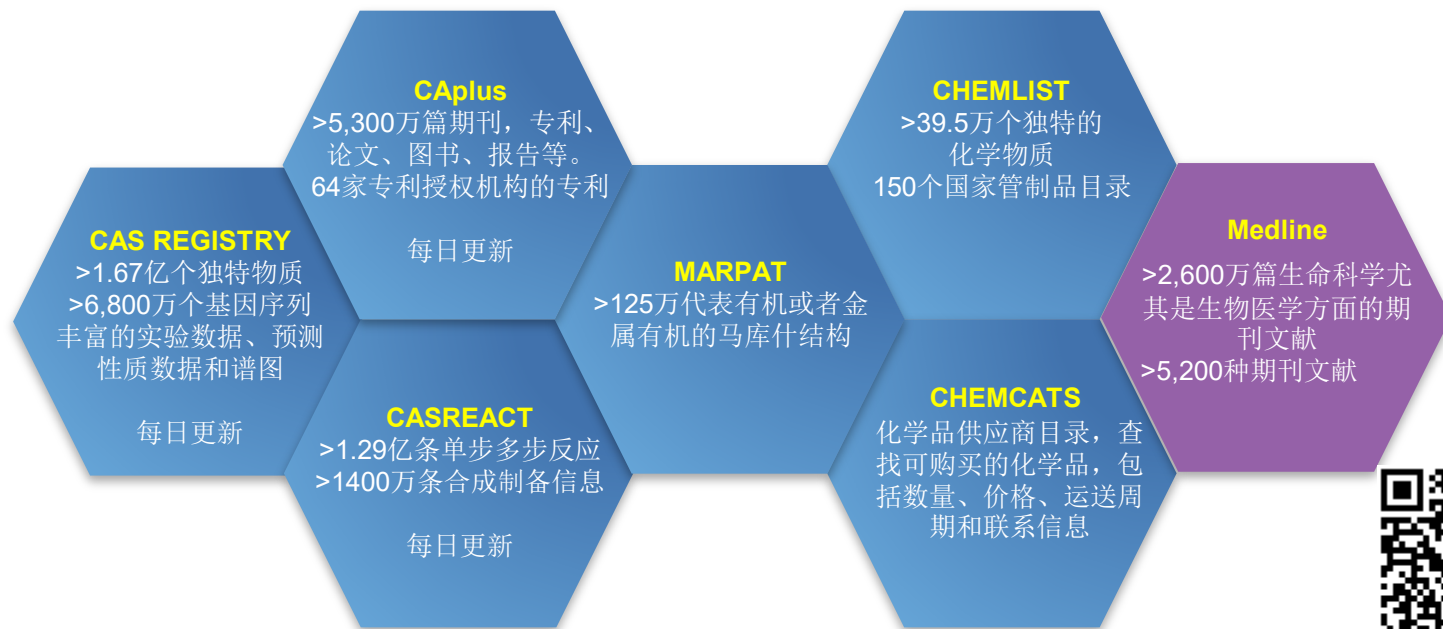 CAplus
>5,300万篇期刊，专利、
论文、图书、报告等。
64家专利授权机构的专利
每日更新
CHEMLIST
>39.5万个独特的
化学物质
150个国家管制品目录
CAS REGISTRY
>1.67亿个独特物质
>6,800万个基因序列
丰富的实验数据、预测
性质数据和谱图
每日更新
MARPAT
>125万代表有机或者金
属有机的马库什结构
Medline
>2,600万篇生命科学尤
其是生物医学方面的期
刊文献
>5,200种期刊文献
CASREACT
>1.29亿条单步多步反应
>1400万条合成制备信息
每日更新
CHEMCATS
化学品供应商目录，查
找可购买的化学品，包
括数量、价格、运送周
期和联系信息